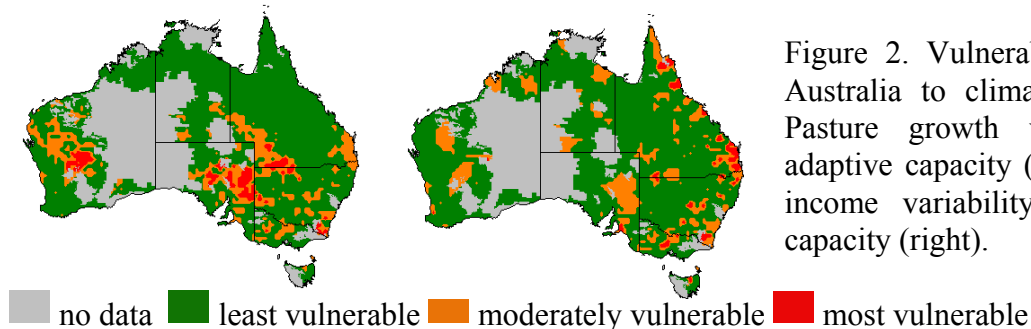 Figure 2. Vulneral
Australia to clima
Pasture growth
adaptive capacity (
income variability
capacity (right).
no data least vulnerable moderately vulnerable most vulnerable